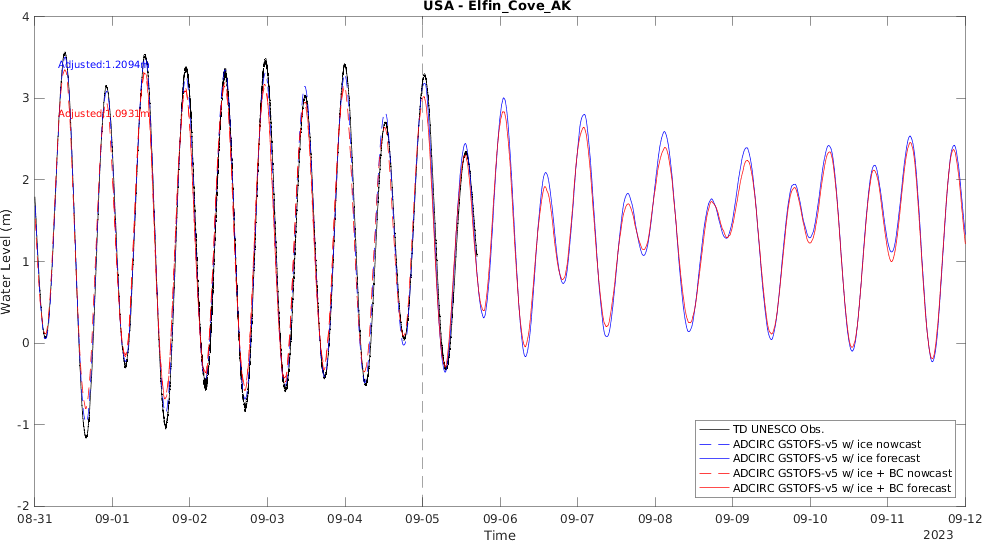 USA - Elfin_Cove_AK
4
3
2
1
0
-1
-2
Water Level (m)
Adjusted:1.2094m
Adjusted:1.0931m
TD UNESCO Obs.
ADCIRC GSTOFS-v5 w/ ice nowcast
ADCIRC GSTOFS-v5 w/ ice forecast
ADCIRC GSTOFS-v5 w/ ice + BC nowcast
ADCIRC GSTOFS-v5 w/ ice + BC forecast
08-31 09-01 09-02 09-03 09-04 09-05 09-06 09-07 09-08 09-09 09-10 09-11 09-12
Time
2023